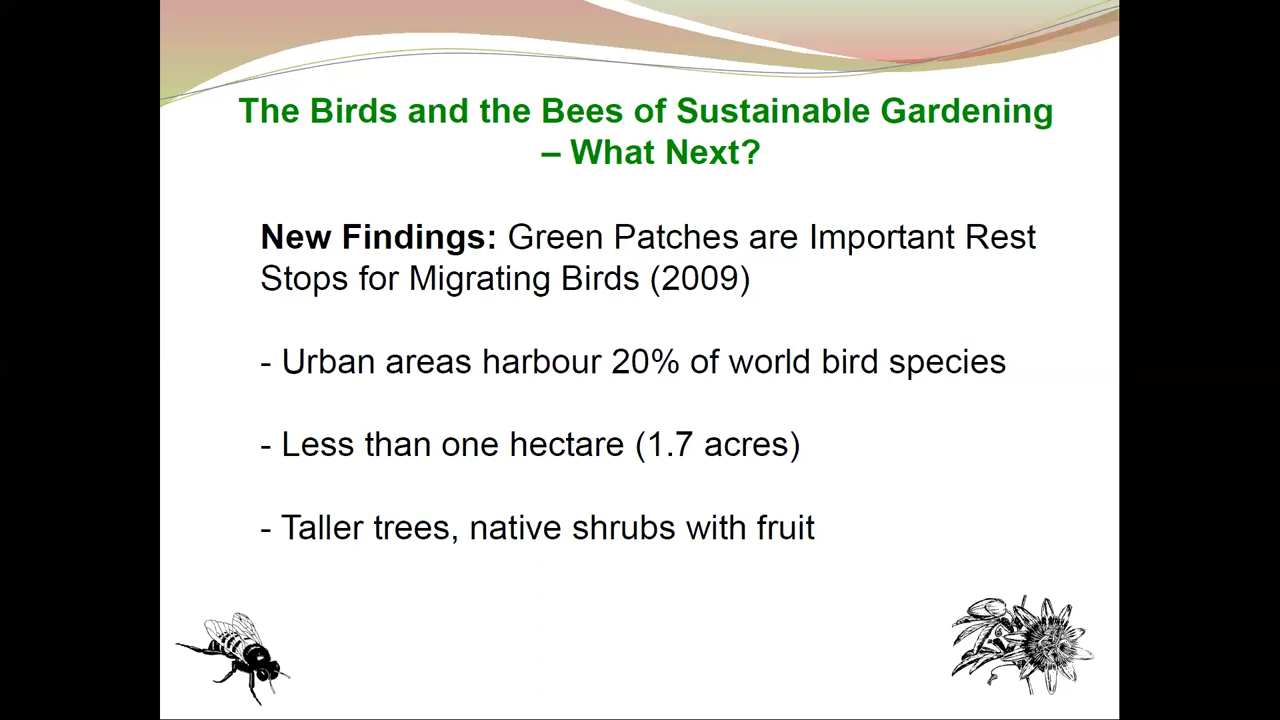 The Birds and the Bees of Sustainable Gardening
– What Next?
New Findings: Green Patches are Important Rest
Stops for Migrating Birds (2009)
- Urban areas harbour 20% of world bird species
- Less than one hectare (1.7 acres)
- Taller trees, native shrubs with fruit